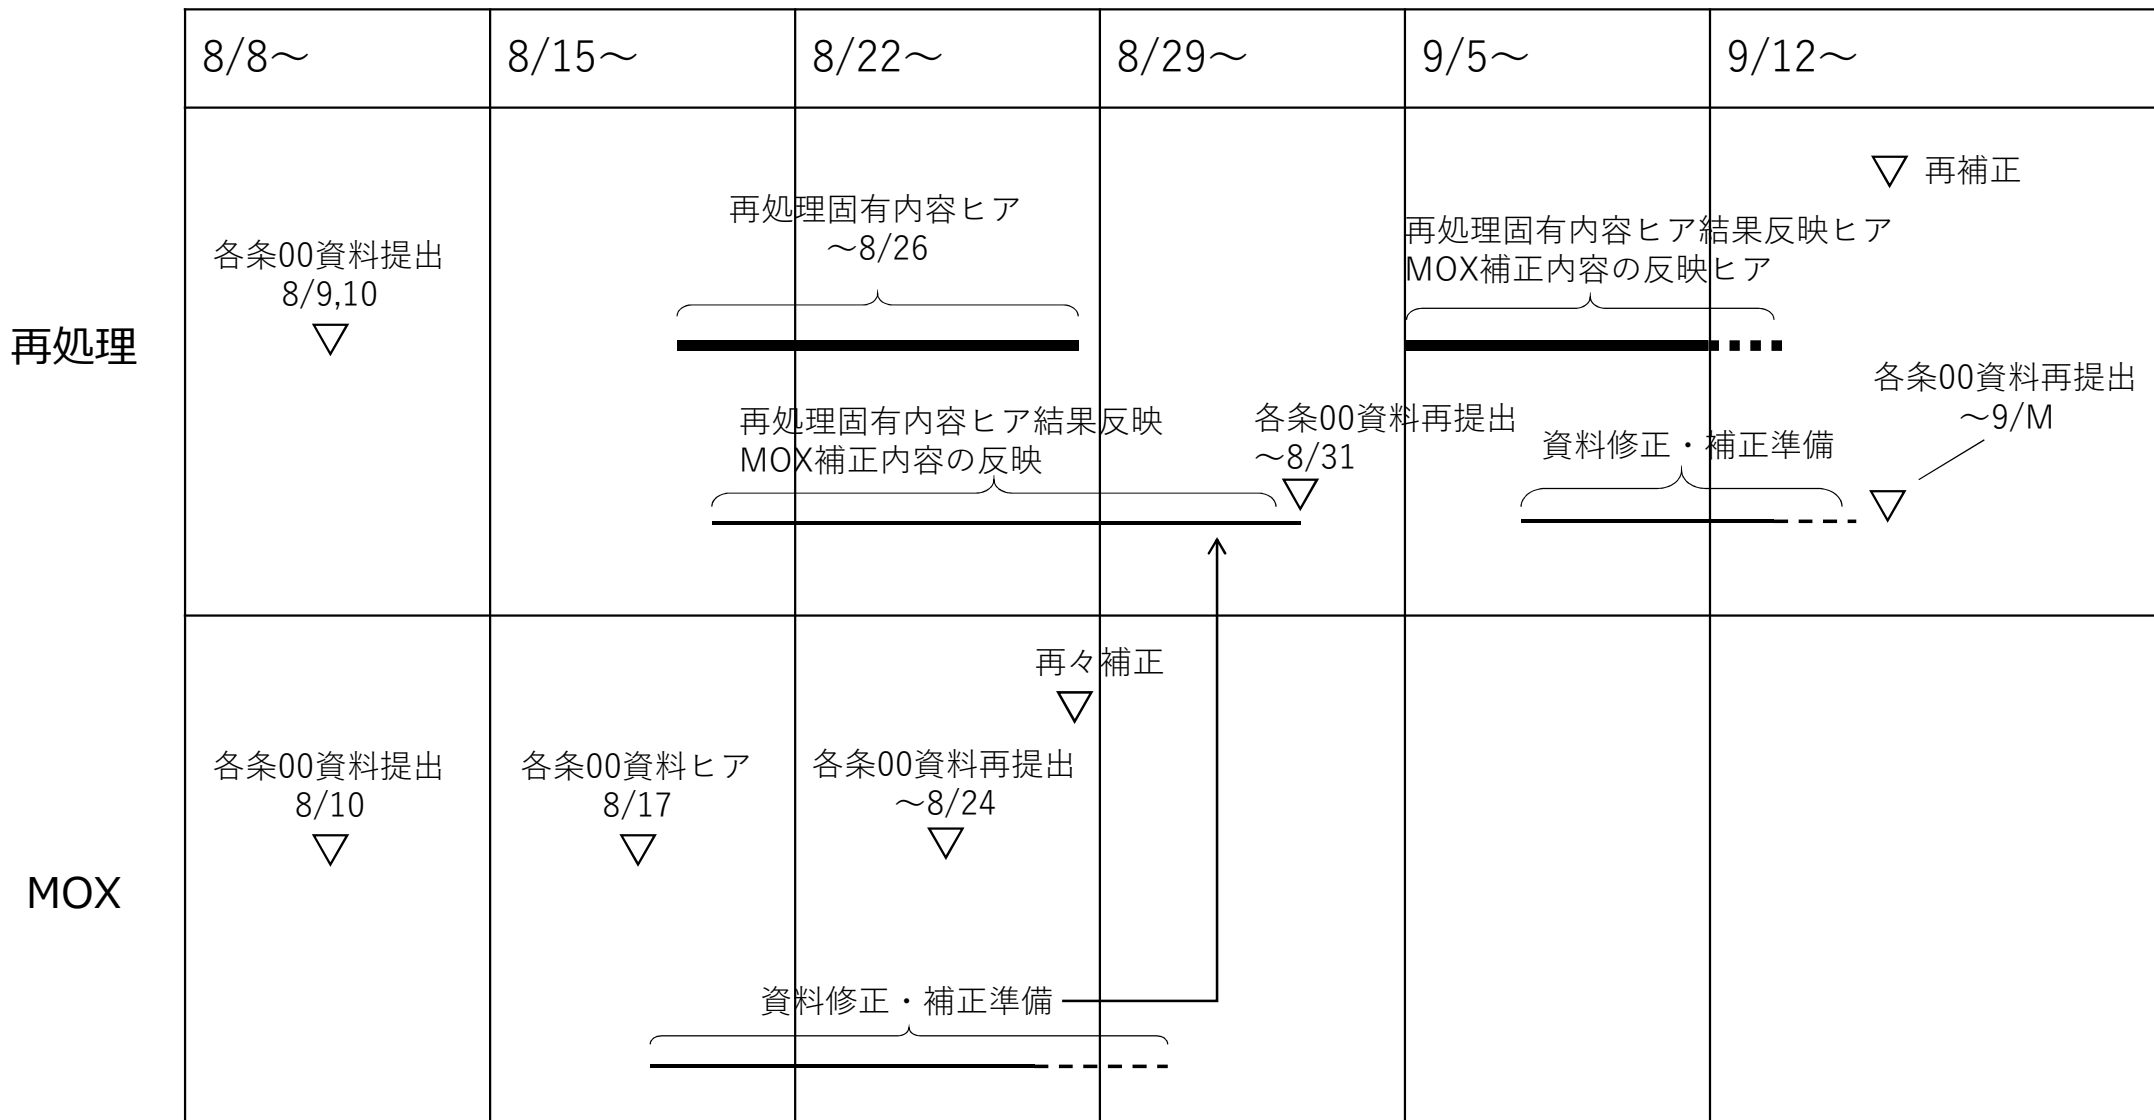 8/8～
8/15～
8/22～
8/29～
9/5～
9/12～
再処理
各条00資料提出
8/9,10
再処理固有内容ヒア
～8/26
再処理固有内容ヒア結果反映
MOX補正内容の反映
各条00資料再提出
～8/31
再処理固有内容ヒア結果反映ヒア
MOX補正内容の反映ヒア
資料修正・補正準備
再補正
各条00資料再提出
～9/M
MOX
各条00資料提出
8/10
各条00資料ヒア
8/17
各条00資料再提出
～8/24
再々補正
資料修正・補正準備